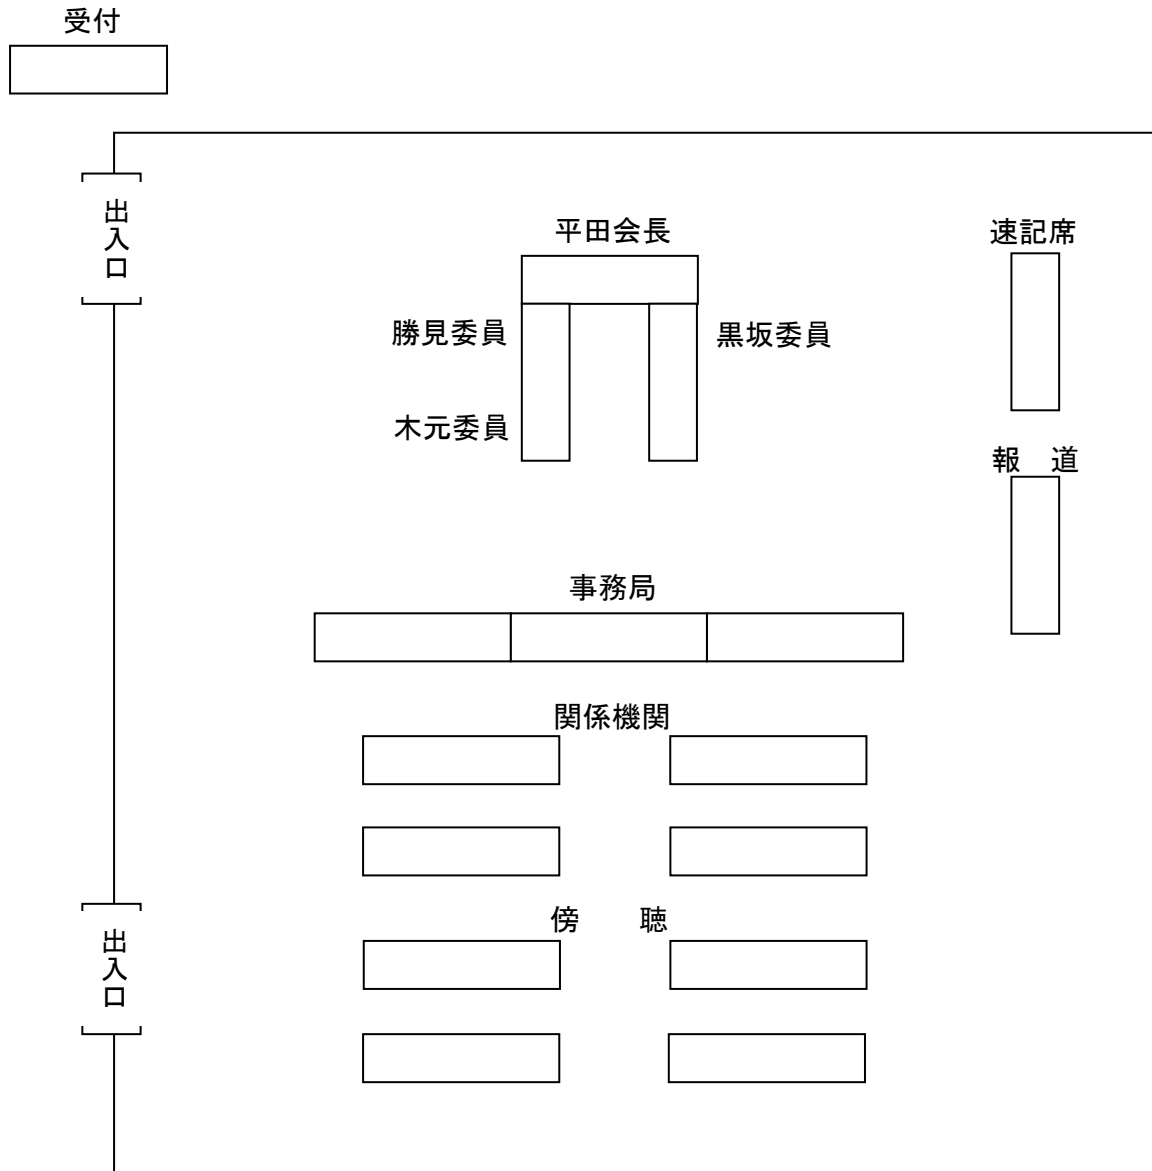 受付
出入口
平田会長
速記席
勝見委員
黒坂委員
木元委員
報　道
事務局
関係機関
傍　　聴
出入口